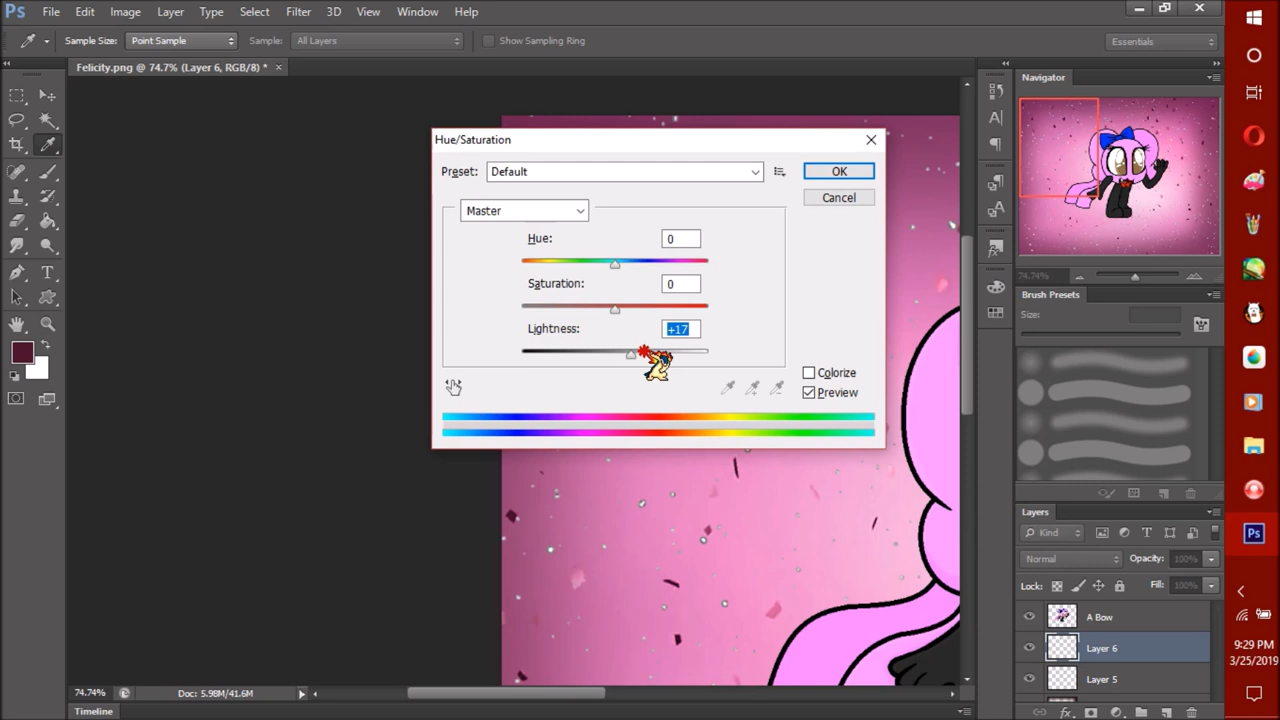 Ps File Edit Image Layer Type Select Filter 3D View Window Help
Sample Size: Point Sample Sample: All Layers Show Sampling Ring Essentials
Felicity.png @ 74.7% (Layer 6, RGB/8) *
Navigator
Hue/Saturation
Preset: Default OK
Cancel
Master
Hue: 0
Saturation: 0
Lightness: +17
Colorize
Preview
74.74%
Brush Presets
Size:
Layers
Kind
Normal Opacity: 100%
Lock: Fill: 100%
A Bow
Layer 6
Layer 5
74.74% Doc: 5.98M/41.6M
Timeline
Ps
9:29 PM
3/25/2019